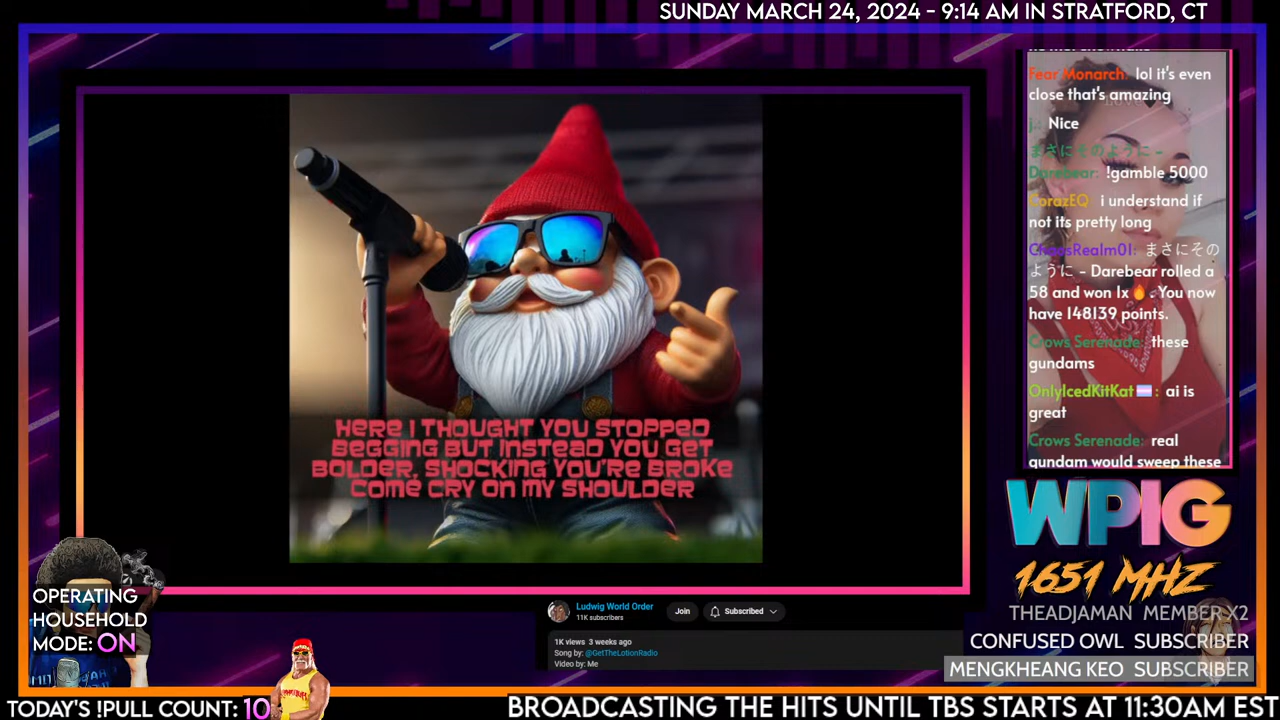 SUNDAY MARCH 24, 2024 - 9:14 AM IN STRATFORD, CT
Fear Monarch: lol it's even
close that's amazing
j: Nice
まさにそのように -
Darebear: !gamble 5000
CorazEQ i understand if
not its pretty long
ChaosRealm01: まさにその
ように - Darebear rolled a
58 and won 1x🔥. You now
have 148139 points.
Crows Serenade: these
gundams
OnlyIcedKitKat🏳️‍⚧️: ai is
great
Crows Serenade: real
gundam would sweep these
HERE I THOUGHT YOU STOPPED
BEGGING BUT INSTEAD YOU GET
BOLDER, SHOCKING YOU'RE BROKE
COME CRY ON MY SHOULDER
WPIG
1651 MHZ
THEADJAMAN MEMBER X2
CONFUSED OWL SUBSCRIBER
MENGKHEANG KEO SUBSCRIBER
OPERATING
HOUSEHOLD
MODE: ON
Ludwig World Order
11K subscribers
Join
Subscribed
1K views 3 weeks ago
Song by: @GetTheLotionRadio
Video by: Me
TODAY'S !PULL COUNT: 10
BROADCASTING THE HITS UNTIL TBS STARTS AT 11:30AM EST